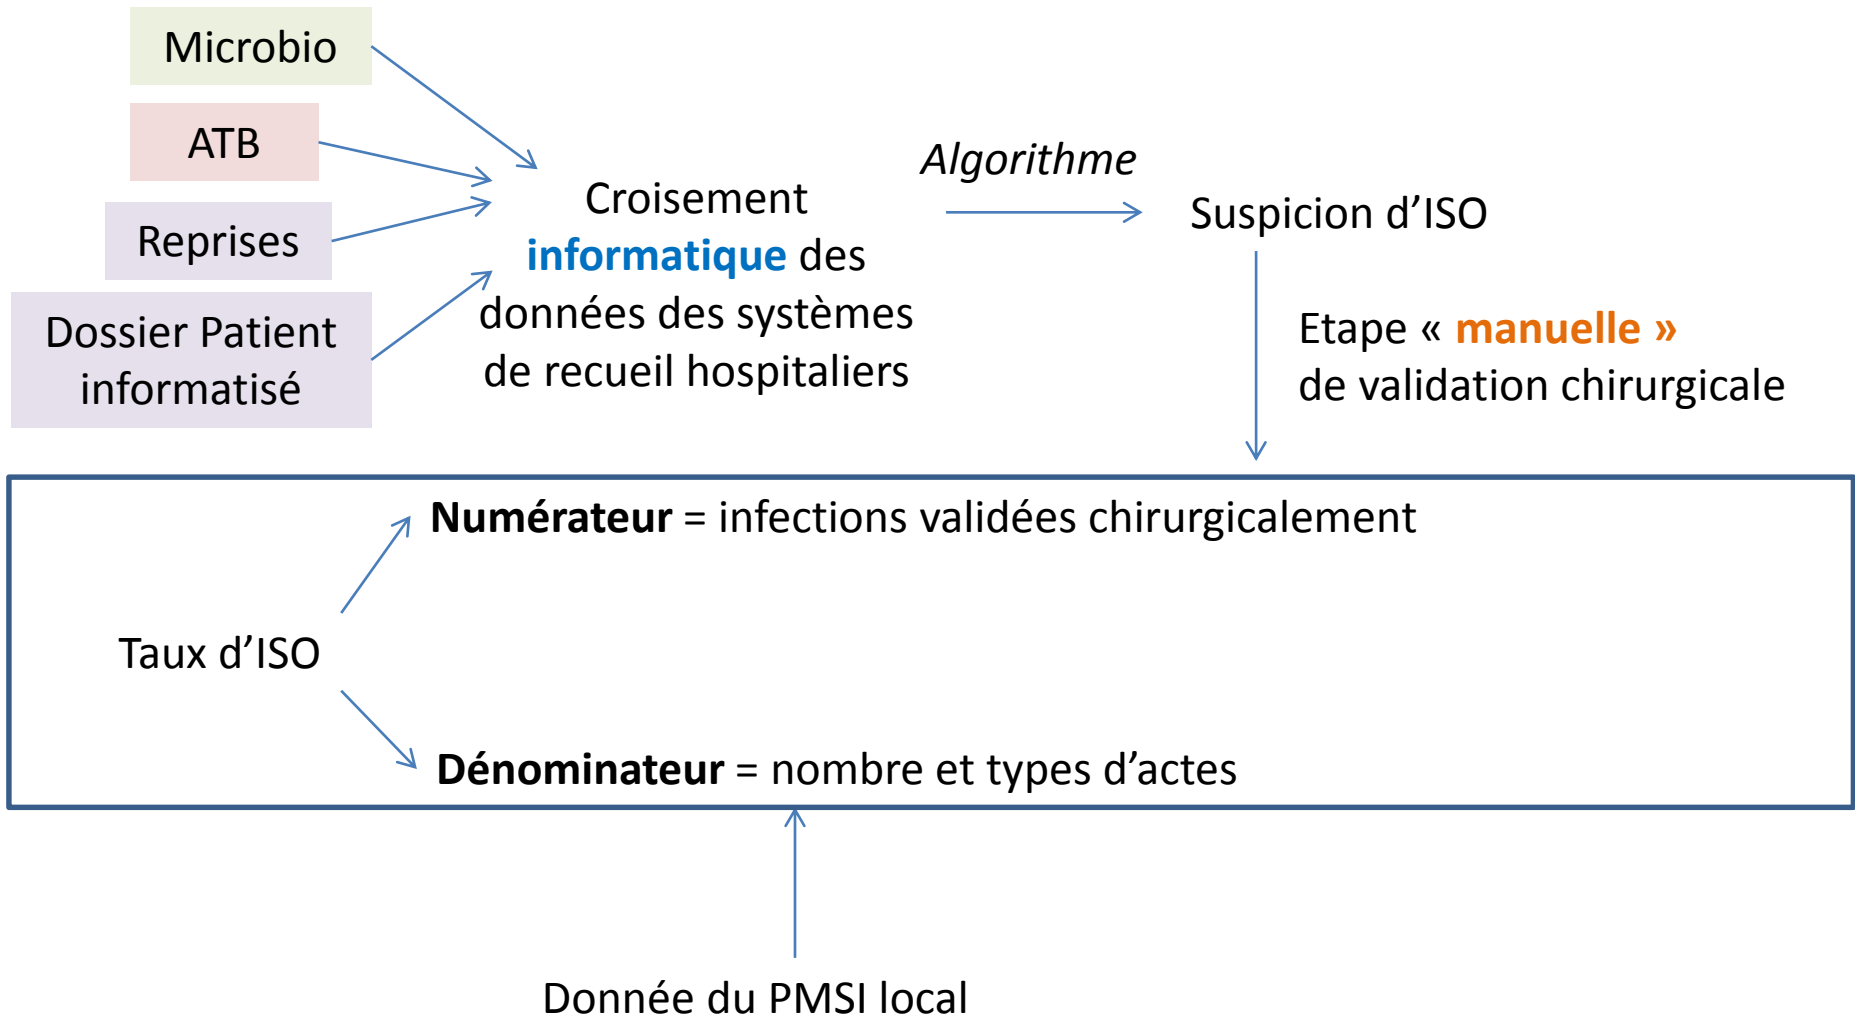 Microbio
ATB
Reprises
Dossier Patient
informatisé
Croisement
informatique des
données des systèmes
de recueil hospitaliers
Algorithme
Suspicion d’ISO
Etape « manuelle »
de validation chirurgicale
Numérateur = infections validées chirurgicalement
Taux d’ISO
Dénominateur = nombre et types d’actes
Donnée du PMSI local